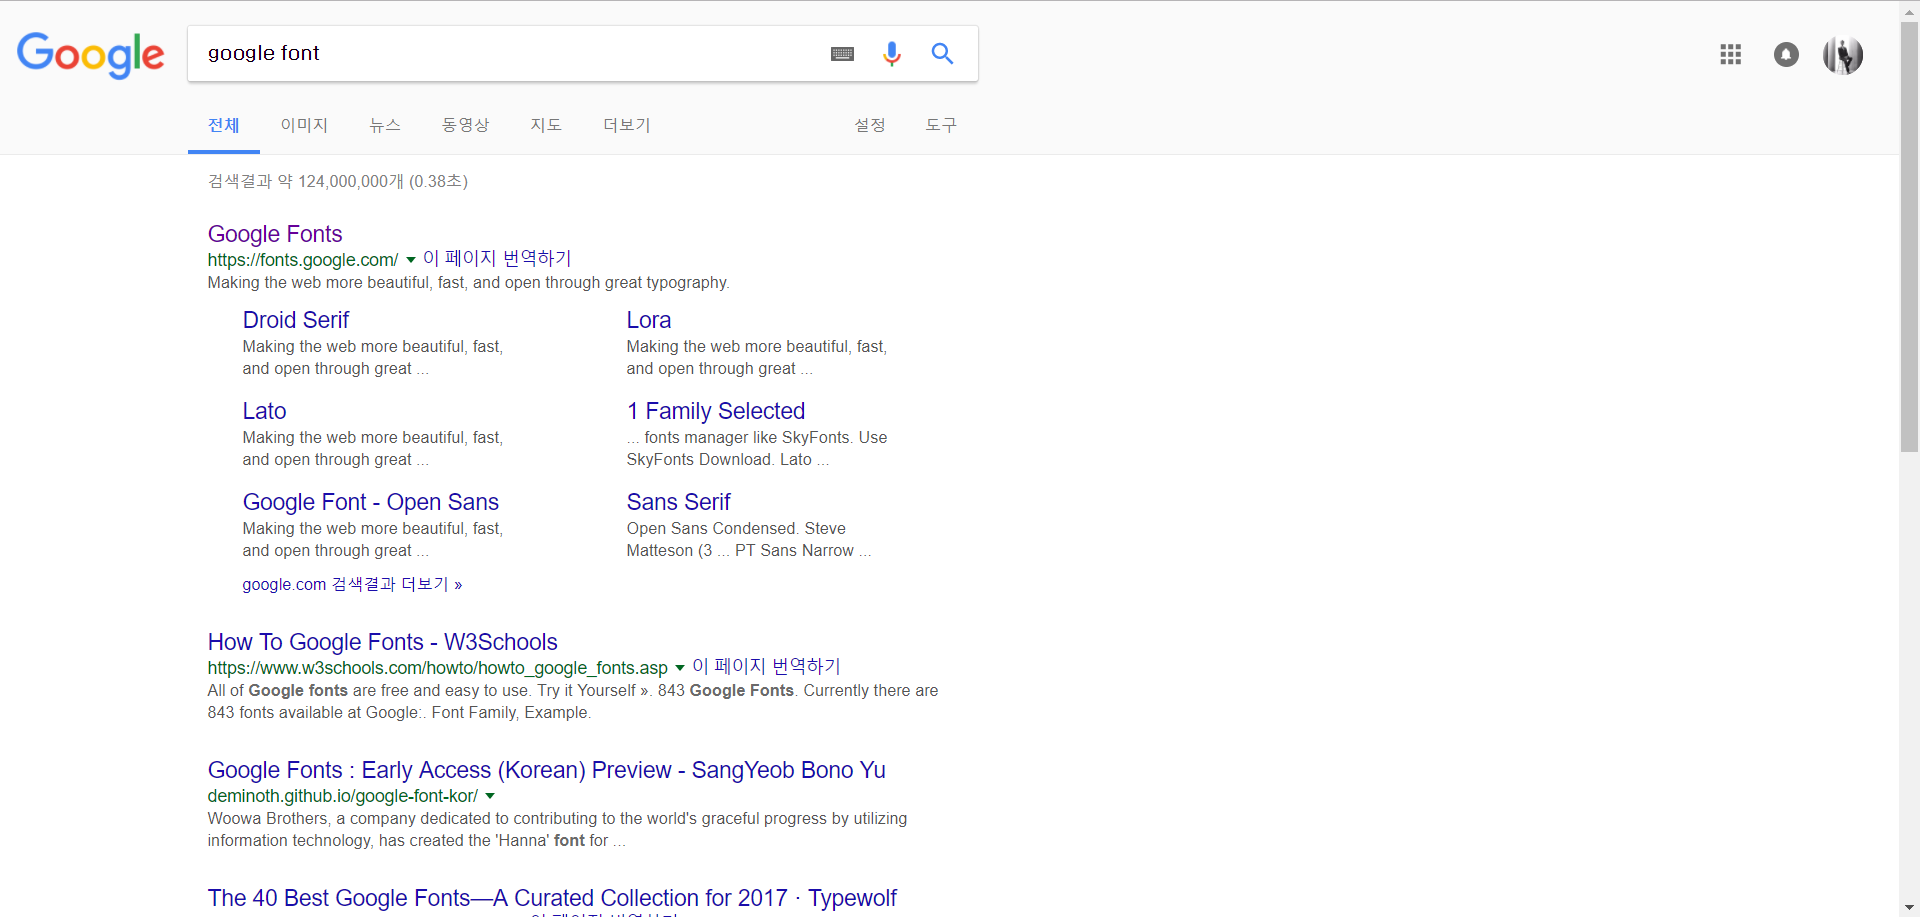 Google
google font
전체 이미지 뉴스 동영상 지도 더보기 설정 도구
검색결과 약 124,000,000개 (0.38초)
Google Fonts
https://fonts.google.com/ ▼ 이 페이지 번역하기
Making the web more beautiful, fast, and open through great typography.
Droid Serif
Making the web more beautiful, fast,
and open through great ...
Lora
Making the web more beautiful, fast,
and open through great ...
Lato
Making the web more beautiful, fast,
and open through great ...
1 Family Selected
... fonts manager like SkyFonts. Use
SkyFonts Download. Lato ...
Google Font - Open Sans
Making the web more beautiful, fast,
and open through great ...
Sans Serif
Open Sans Condensed. Steve
Matteson (3 ... PT Sans Narrow ...
google.com 검색결과 더보기 »
How To Google Fonts - W3Schools
https://www.w3schools.com/howto/howto_google_fonts.asp ▼ 이 페이지 번역하기
All of Google fonts are free and easy to use. Try it Yourself ». 843 Google Fonts. Currently there are
843 fonts available at Google:. Font Family, Example.
Google Fonts : Early Access (Korean) Preview - SangYeob Bono Yu
deminoth.github.io/google-font-kor/ ▼
Woowa Brothers, a company dedicated to contributing to the world's graceful progress by utilizing
information technology, has created the 'Hanna' font for ...
The 40 Best Google Fonts—A Curated Collection for 2017 · Typewolf
이 페이지 번역하기